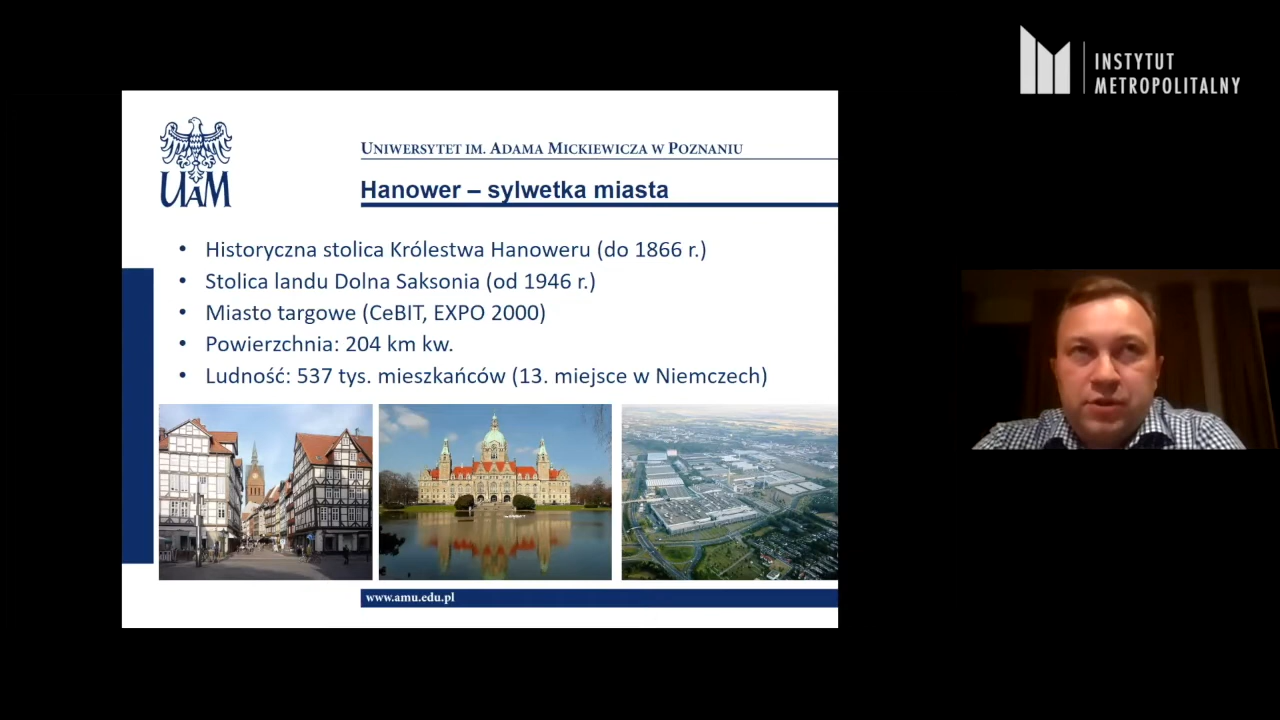 INSTYTUT
METROPOLITALNY
UAM
UNIWERSYTET IM. ADAMA MICKIEWICZA W POZNANIU
Hanower – sylwetka miasta
• Historyczna stolica Królestwa Hanoweru (do 1866 r.)
• Stolica landu Dolna Saksonia (od 1946 r.)
• Miasto targowe (CeBIT, EXPO 2000)
• Powierzchnia: 204 km kw.
• Ludność: 537 tys. mieszkańców (13. miejsce w Niemczech)
www.amu.edu.pl